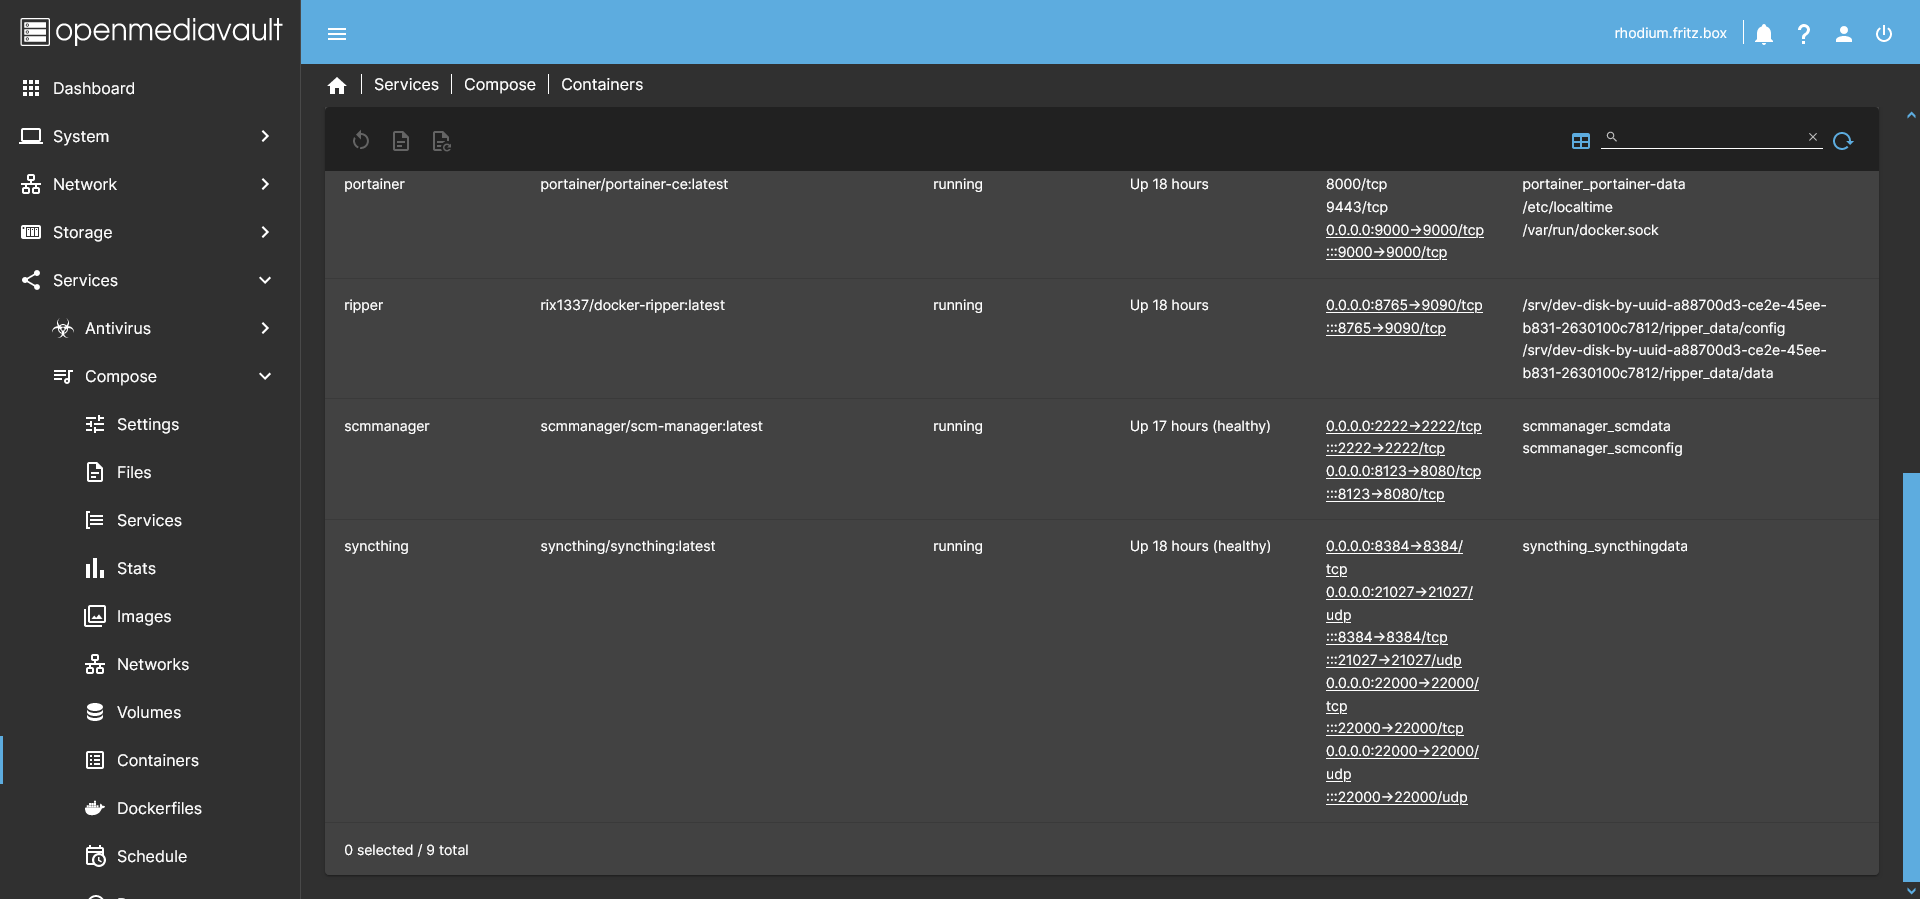 openmediavault
rhodium.fritz.box
Dashboard
System
Network
Storage
Services
Antivirus
Compose
Settings
Files
Services
Stats
Images
Networks
Volumes
Containers
Dockerfiles
Schedule
Services | Compose | Containers
portainer portainer/portainer-ce:latest running Up 18 hours 8000/tcp portainer_portainer-data
9443/tcp /etc/localtime
0.0.0.0:9000→9000/tcp /var/run/docker.sock
:::9000→9000/tcp
ripper rix1337/docker-ripper:latest running Up 18 hours 0.0.0.0:8765→9090/tcp /srv/dev-disk-by-uuid-a88700d3-ce2e-45ee-
:::8765→9090/tcp b831-2630100c7812/ripper_data/config
/srv/dev-disk-by-uuid-a88700d3-ce2e-45ee-
b831-2630100c7812/ripper_data/data
scmmanager scmmanager/scm-manager:latest running Up 17 hours (healthy) 0.0.0.0:2222→2222/tcp scmmanager_scmdata
:::2222→2222/tcp scmmanager_scmconfig
0.0.0.0:8123→8080/tcp
:::8123→8080/tcp
syncthing syncthing/syncthing:latest running Up 18 hours (healthy) 0.0.0.0:8384→8384/ syncthing_syncthingdata
tcp
0.0.0.0:21027→21027/
udp
:::8384→8384/tcp
:::21027→21027/udp
0.0.0.0:22000→22000/
tcp
:::22000→22000/tcp
0.0.0.0:22000→22000/
udp
:::22000→22000/udp
0 selected / 9 total